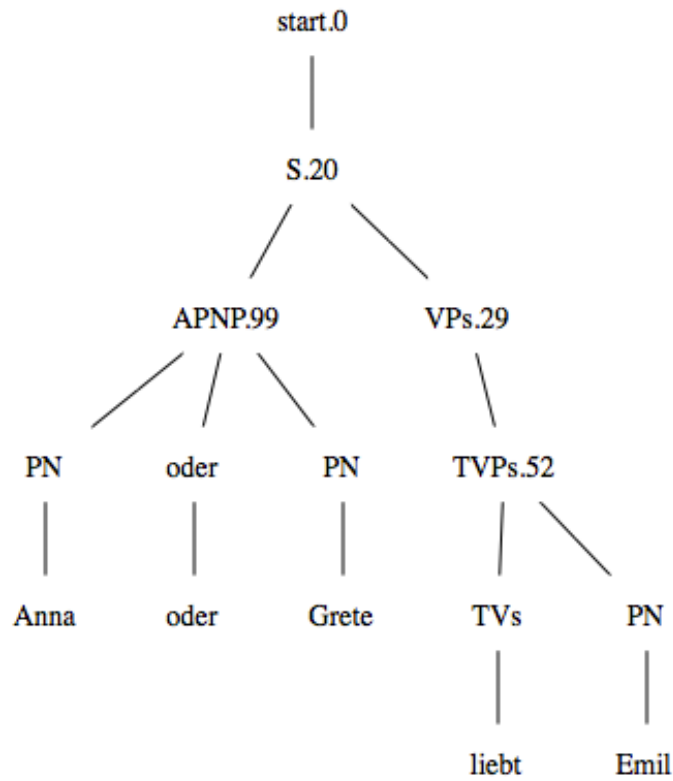 start.0
S.20
APNP.99 VPs.29
PN oder PN TVPs.52
Anna oder Grete TVs PN
liebt Emil